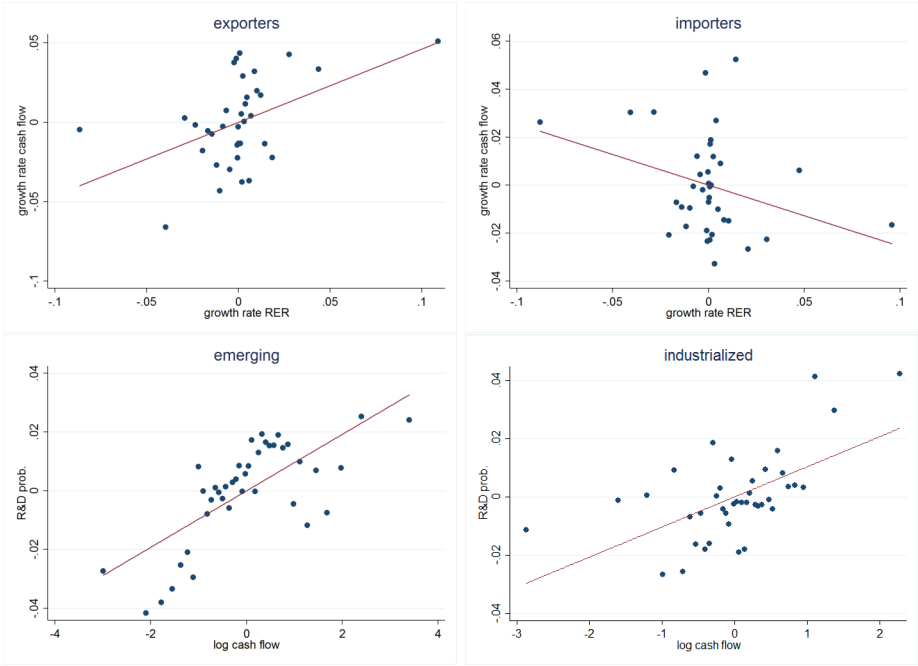 exporters
growth rate cash flow
.05
0
-.05
-.1
-.1 -.05 0 .05 .1
growth rate RER
importers
growth rate cash flow
.06
.04
.02
0
-.02
-.04
-.1 -.05 0 .05 .1
growth rate RER
emerging
R&D prob.
.04
.02
0
-.02
-.04
-4 -2 0 2 4
log cash flow
industrialized
R&D prob.
.04
.02
0
-.02
-.04
-3 -2 -1 0 1 2
log cash flow